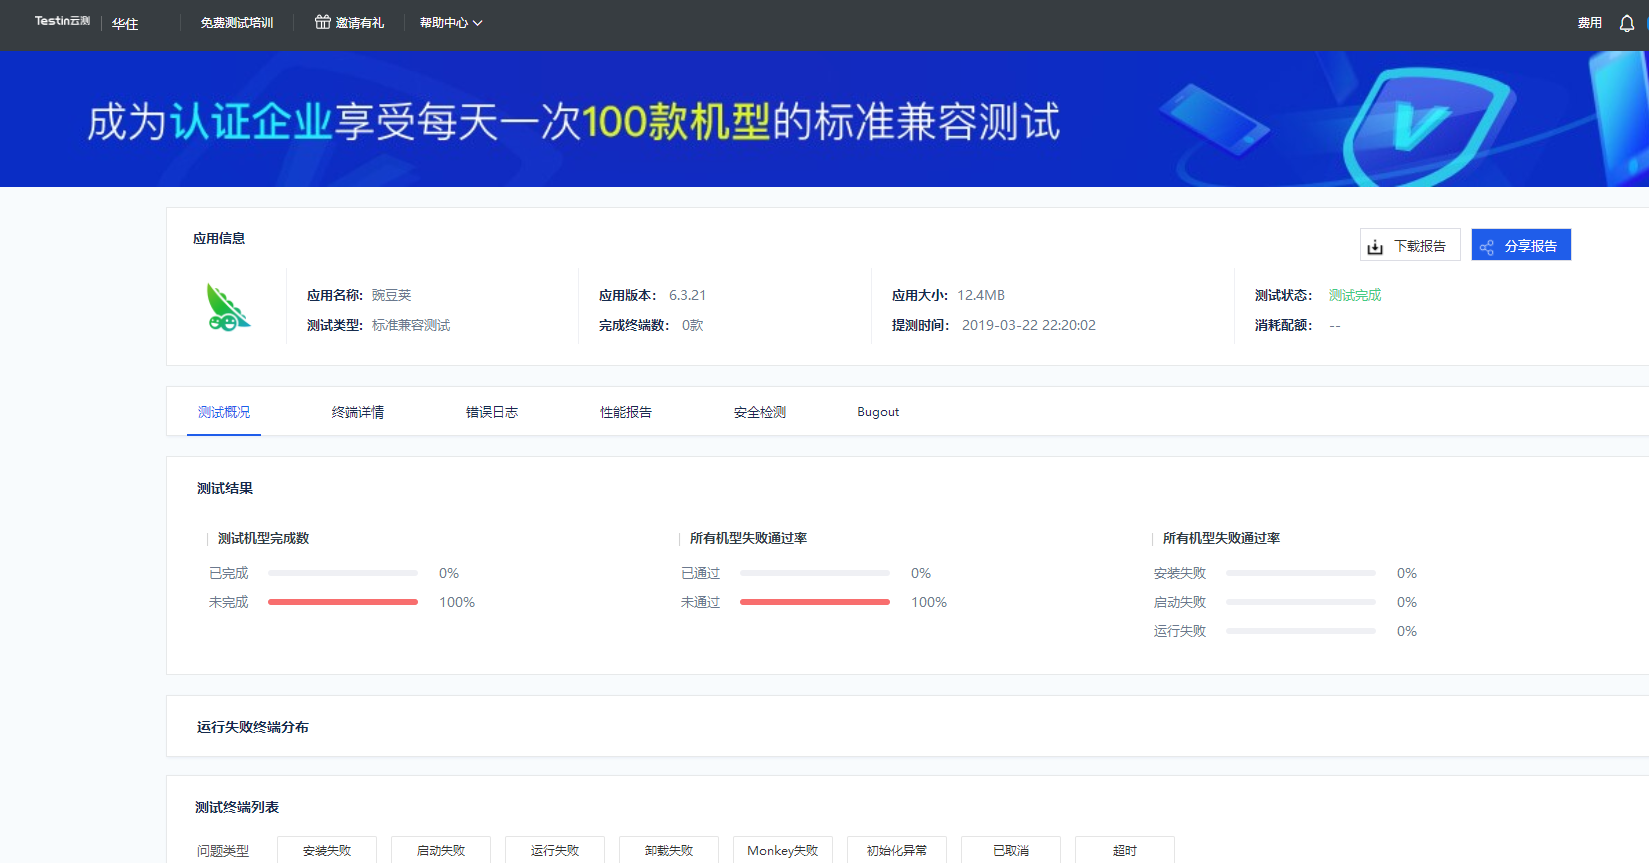 Testin云测 华住 免费测试培训 邀请有礼 帮助中心 费用
成为认证企业享受每天一次100款机型的标准兼容测试
应用信息 下载报告 分享报告
应用名称: 豌豆荚 应用版本: 6.3.21 应用大小: 12.4MB 测试状态: 测试完成
测试类型: 标准兼容测试 完成终端数: 0款 提测时间: 2019-03-22 22:20:02 消耗配额: --
测试概况 终端详情 错误日志 性能报告 安全检测 Bugout
测试结果
测试机型完成数 所有机型失败通过率 所有机型失败通过率
已完成 0% 已通过 0% 安装失败 0%
未完成 100% 未通过 100% 启动失败 0%
运行失败 0%
运行失败终端分布
测试终端列表
问题类型 安装失败 启动失败 运行失败 卸载失败 Monkey失败 初始化异常 已取消 超时